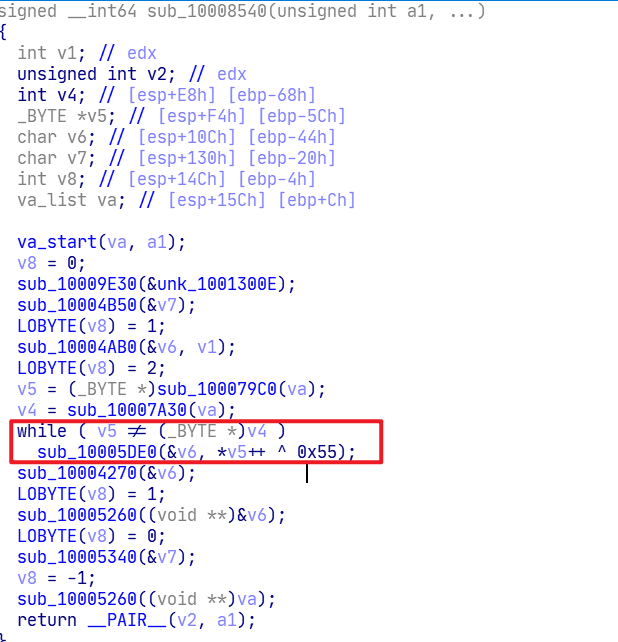 signed __int64 sub_10008540(unsigned int a1, ...)
{
int v1; // edx
unsigned int v2; // edx
int v4; // [esp+E8h] [ebp-68h]
_BYTE *v5; // [esp+F4h] [ebp-5Ch]
char v6; // [esp+10Ch] [ebp-44h]
char v7; // [esp+130h] [ebp-20h]
int v8; // [esp+14Ch] [ebp-4h]
va_list va; // [esp+15Ch] [ebp+Ch]
va_start(va, a1);
v8 = 0;
sub_10009E30(&unk_1001300E);
sub_10004B50(&v7);
LOBYTE(v8) = 1;
sub_10004AB0(&v6, v1);
LOBYTE(v8) = 2;
v5 = (_BYTE *)sub_100079C0(va);
v4 = sub_10007A30(va);
while ( v5 != (_BYTE *)v4 )
sub_10005DE0(&v6, *v5++ ^ 0x55);
sub_10004270(&v6);
LOBYTE(v8) = 1;
sub_10005260((void **)&v6);
LOBYTE(v8) = 0;
sub_10005340(&v7);
v8 = -1;
sub_10005260((void **)va);
return __PAIR__(v2, a1);
}